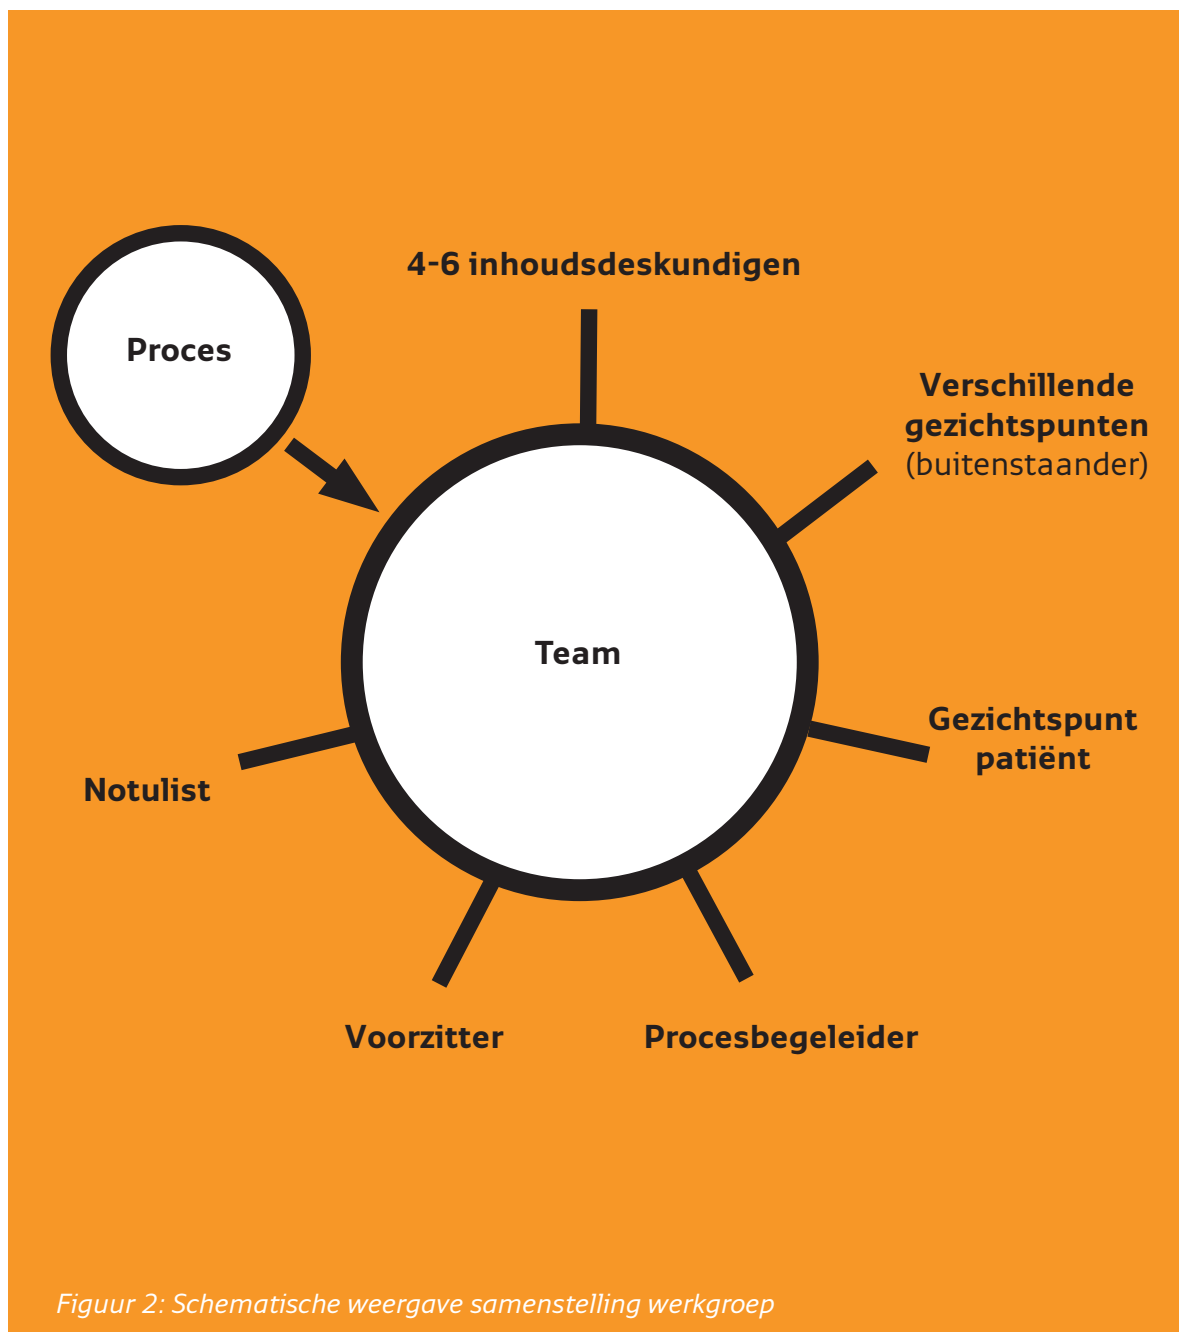 4-6 inhoudsdeskundigen
Proces
Verschillende
gezichtspunten
(buitenstaander)
Team
Gezichtspunt
patiënt
Notulist
Voorzitter
Procesbegeleider
Figuur 2: Schematische weergave samenstelling werkgroep